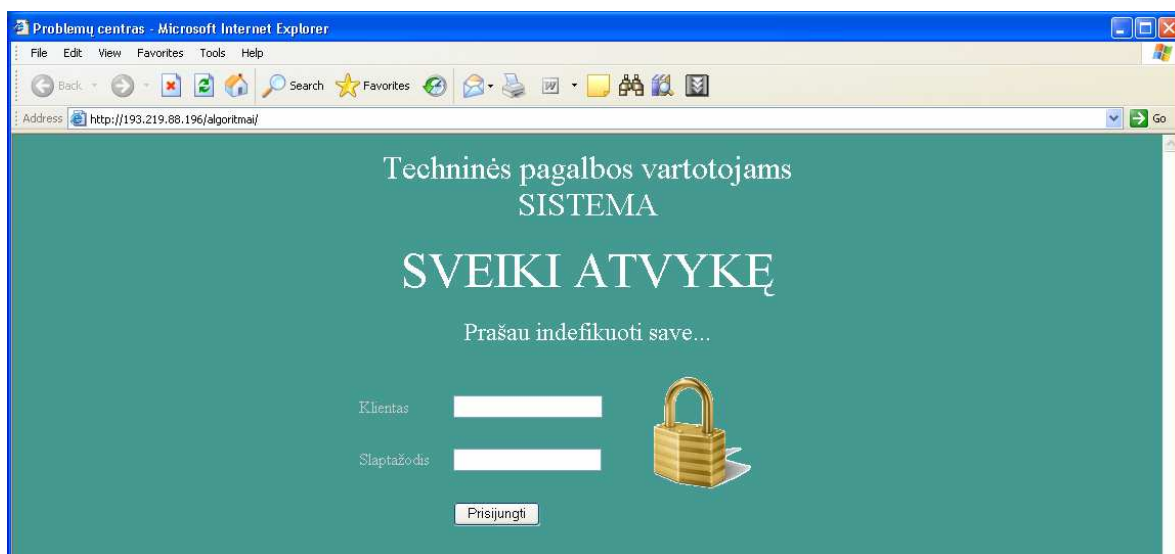 Problemų centras - Microsoft Internet Explorer
File Edit View Favorites Tools Help
Back Search Favorites W
Address http://193.219.88.196/algoritmai/ Go
Techninės pagalbos vartotojams
SISTEMA
SVEIKI ATVYKĘ
Prašau indefikuoti save...
Klientas
Slaptažodis
Prisijungti